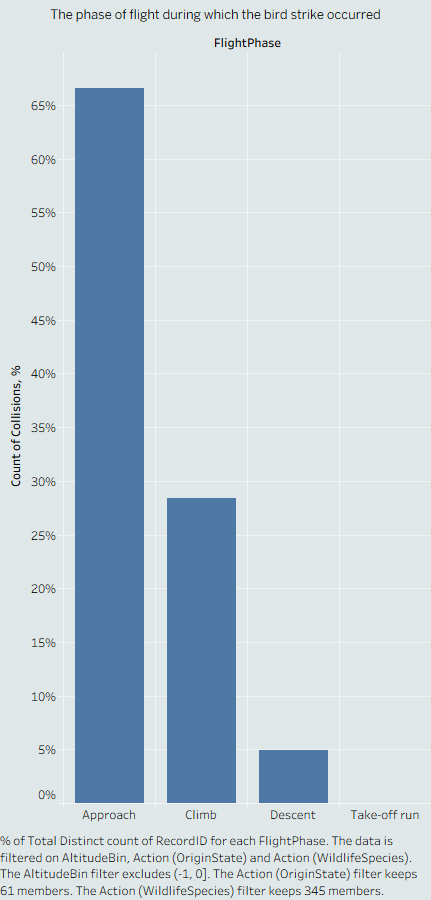 The phase of flight during which the bird strike occurred
FlightPhase
65%
60%
55%
50%
45%
40%
35%
30%
25%
20%
15%
10%
5%
0%
Count of Collisions, %
Approach
Climb
Descent
Take-off run
% of Total Distinct count of RecordID for each FlightPhase. The data is
filtered on AltitudeBin, Action (OriginState) and Action (WildlifeSpecies).
The AltitudeBin filter excludes (-1, 0]. The Action (OriginState) filter keeps
61 members. The Action (WildlifeSpecies) filter keeps 345 members.